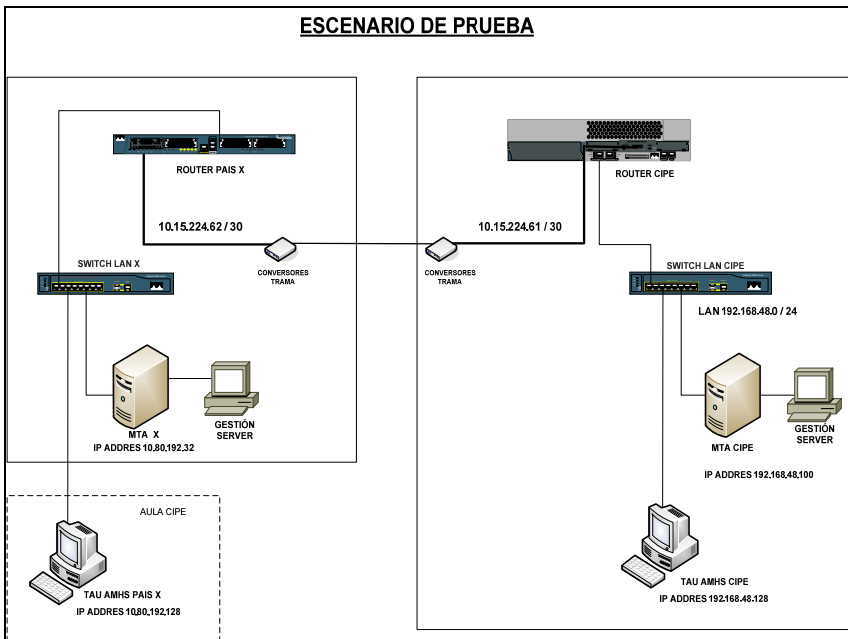 ESCENARIO DE PRUEBA
ROUTER PAIS X
ROUTER CIPE
10.15.224.62 / 30
10.15.224.61 / 30
CONVERSORES
TRAMA
CONVERSORES
TRAMA
SWITCH LAN X
SWITCH LAN CIPE
LAN 192.168.48.0 / 24
MTA X
IP ADDRES 10,80,192,32
GESTIÓN
SERVER
MTA CIPE
IP ADDRES 192,168,48,100
GESTIÓN
SERVER
AULA CIPE
TAU AMHS PAIS X
IP ADDRES 10,80,192,128
TAU AMHS CIPE
IP ADDRES 192.168.48.128